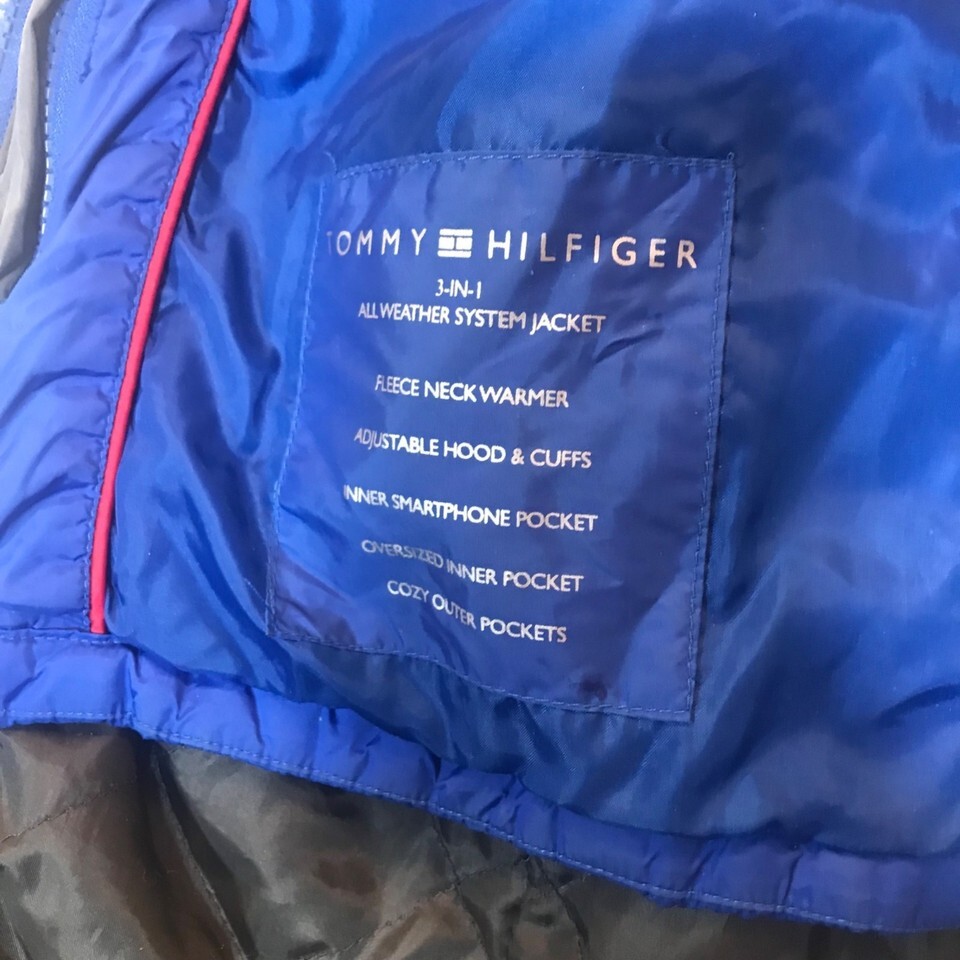 TOMMY HILFIGER
3-IN-1
ALL WEATHER SYSTEM JACKET
FLEECE NECK WARMER
ADJUSTABLE HOOD & CUFFS
INNER SMARTPHONE POCKET
OVERSIZED INNER POCKET
COZY OUTER POCKETS